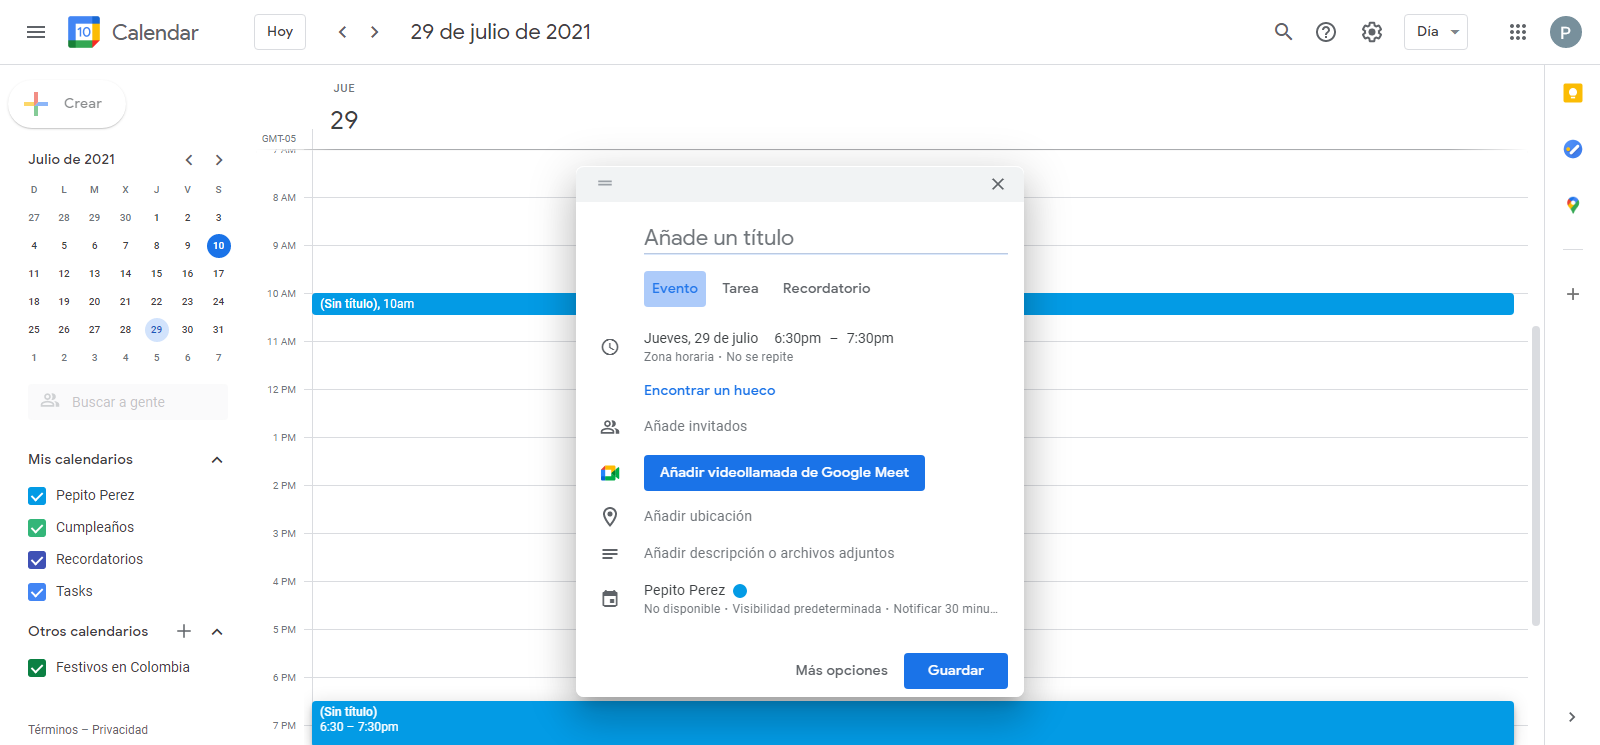 10 Calendar
Hoy
29 de julio de 2021
Día
P
Crear
Julio de 2021
D L M X J V S
27 28 29 30 1 2 3
4 5 6 7 8 9 10
11 12 13 14 15 16 17
18 19 20 21 22 23 24
25 26 27 28 29 30 31
1 2 3 4 5 6 7
Buscar a gente
Mis calendarios
Pepito Perez
Cumpleaños
Recordatorios
Tasks
Otros calendarios
Festivos en Colombia
Términos – Privacidad
JUE
29
GMT-05
7 AM
8 AM
9 AM
10 AM
(Sin título), 10am
11 AM
12 PM
1 PM
2 PM
3 PM
4 PM
5 PM
6 PM
7 PM
(Sin título)
6:30 – 7:30pm
Añade un título
Evento Tarea Recordatorio
Jueves, 29 de julio 6:30pm – 7:30pm
Zona horaria • No se repite
Encontrar un hueco
Añade invitados
Añadir videollamada de Google Meet
Añadir ubicación
Añadir descripción o archivos adjuntos
Pepito Perez
No disponible • Visibilidad predeterminada • Notificar 30 minu...
Más opciones Guardar